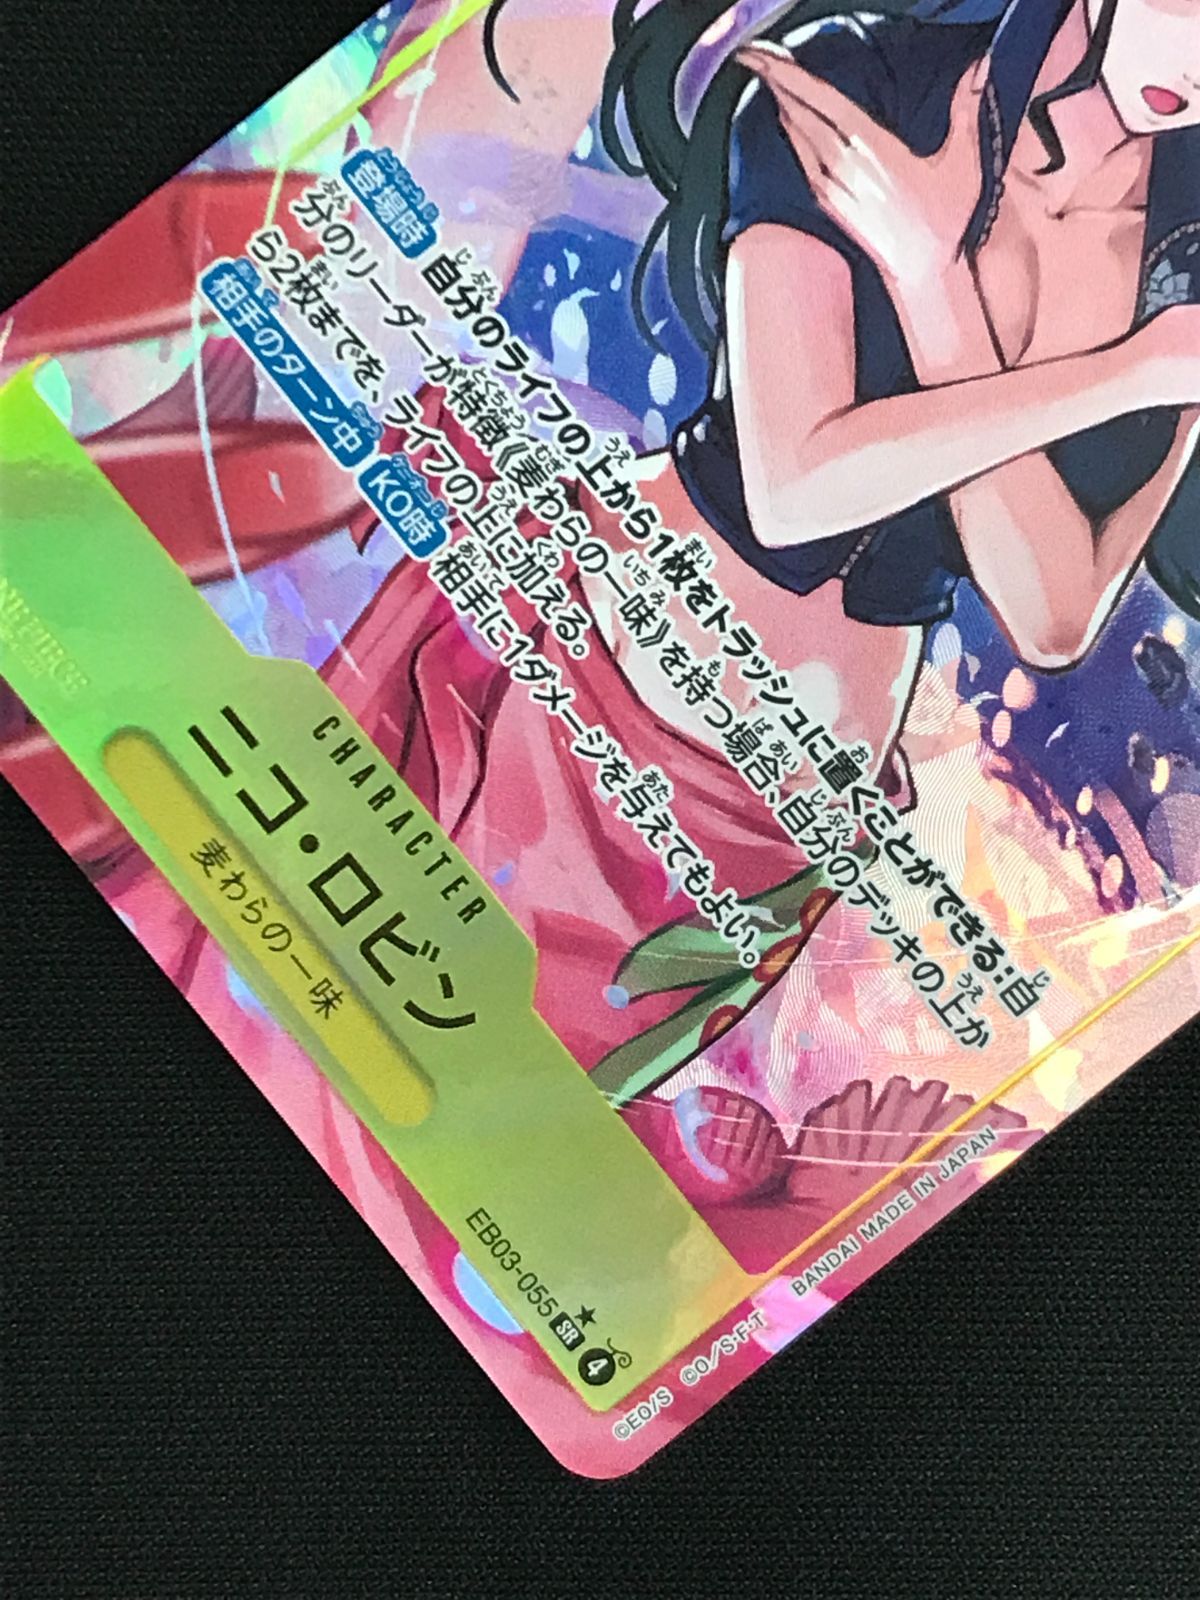 登場時 自分のライフの上から1枚をトラッシュに置くことができる:自
分のリーダーが特徴《麦わらの一味》を持つ場合、自分のデッキの上か
ら2枚までを、ライフの上に加える。
相手のターン中 KO時 相手に1ダメージを与えてもよい。
CHARACTER
ニコ・ロビン
麦わらの一味
EB03-055 SR 4
©EO/S ©O/S·F·T BANDAI MADE IN JAPAN